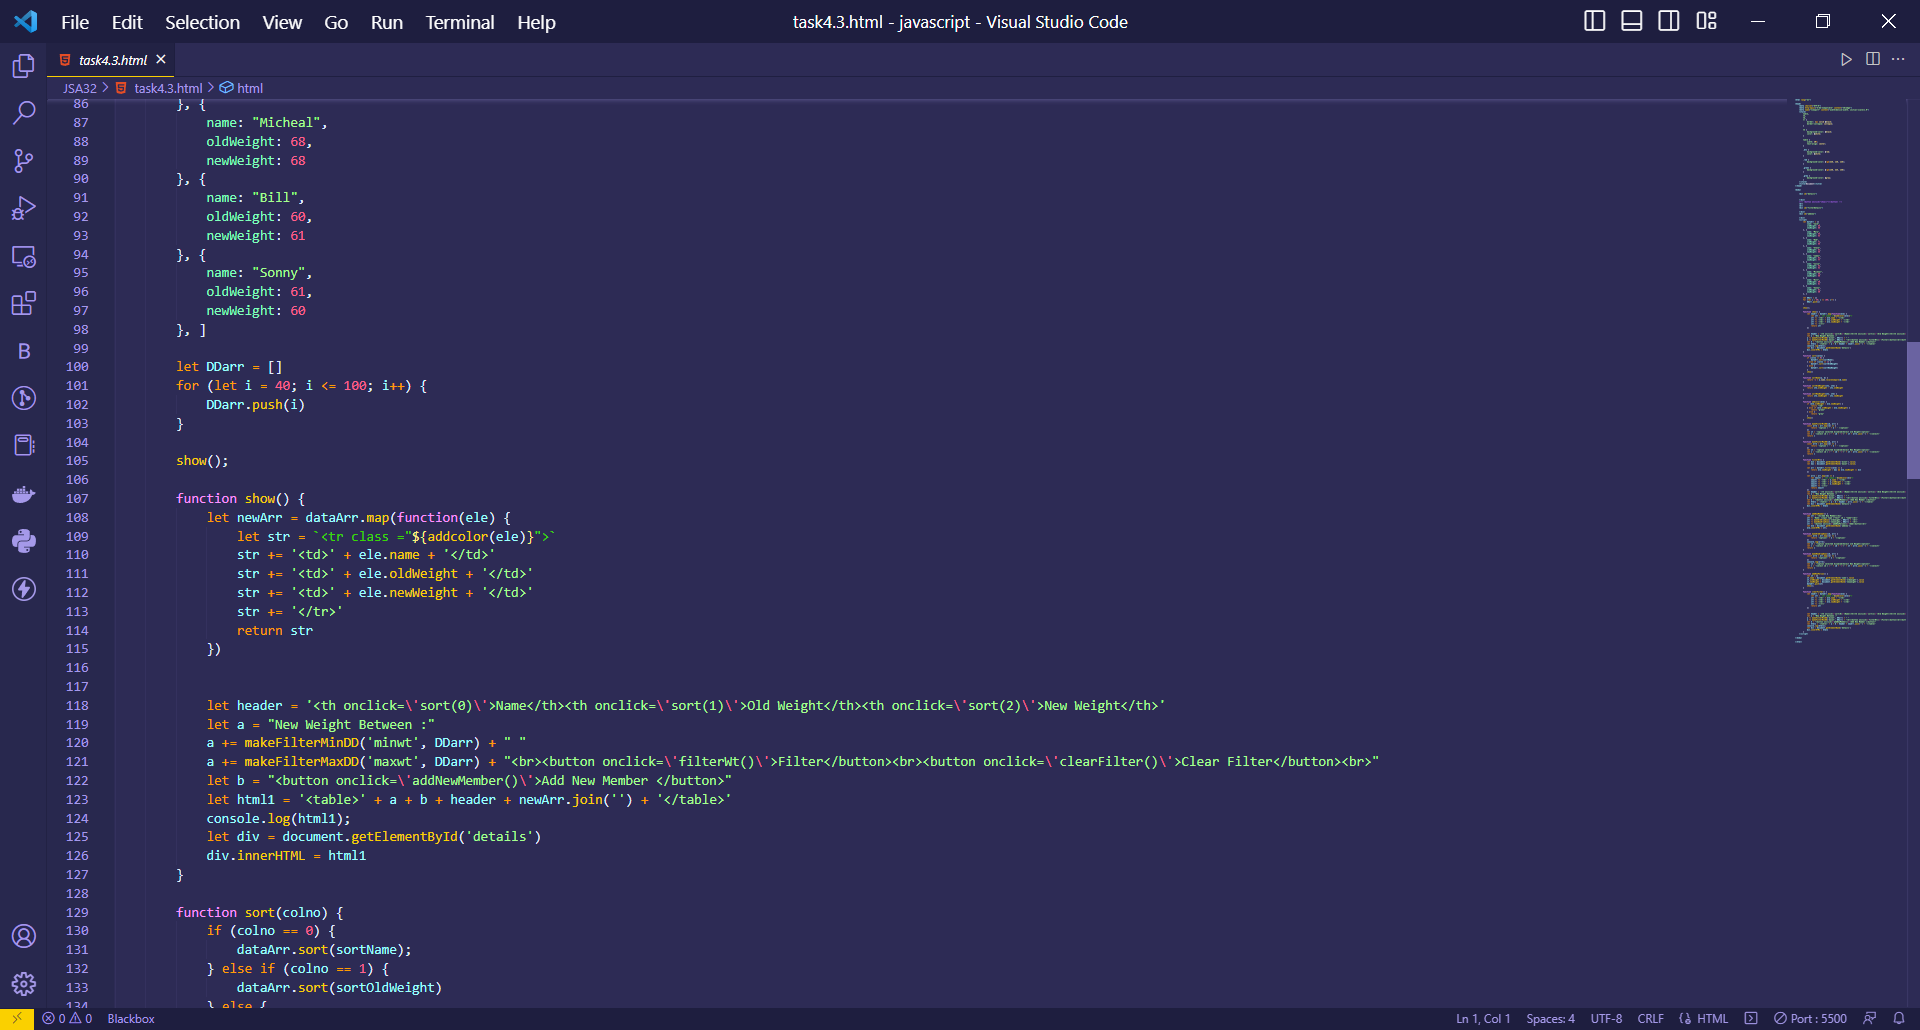 File Edit Selection View Go Run Terminal Help
task4.3.html - javascript - Visual Studio Code
task4.3.html
JSA32 > task4.3.html > html
86 }, {
87 name: "Micheal",
88 oldWeight: 68,
89 newWeight: 68
90 }, {
91 name: "Bill",
92 oldWeight: 60,
93 newWeight: 61
94 }, {
95 name: "Sonny",
96 oldWeight: 61,
97 newWeight: 60
98 }, ]
99
100 let DDarr = []
101 for (let i = 40; i <= 100; i++) {
102 DDarr.push(i)
103 }
104
105 show();
106
107 function show() {
108 let newArr = dataArr.map(function(ele) {
109 let str = `<tr class ="${addcolor(ele)}">`
110 str += '<td>' + ele.name + '</td>'
111 str += '<td>' + ele.oldWeight + '</td>'
112 str += '<td>' + ele.newWeight + '</td>'
113 str += '</tr>'
114 return str
115 })
116
117
118 let header = '<th onclick=\'sort(0)\'>Name</th><th onclick=\'sort(1)\'>Old Weight</th><th onclick=\'sort(2)\'>New Weight</th>'
119 let a = "New Weight Between :"
120 a += makeFilterMinDD('minwt', DDarr) + " "
121 a += makeFilterMaxDD('maxwt', DDarr) + "<br><button onclick=\'filterWt()\'>Filter</button><br><button onclick=\'clearFilter()\'>Clear Filter</button><br>"
122 let b = "<button onclick=\'addNewMember()\'>Add New Member </button>"
123 let html1 = '<table>' + a + b + header + newArr.join('') + '</table>'
124 console.log(html1);
125 let div = document.getElementById('details')
126 div.innerHTML = html1
127 }
128
129 function sort(colno) {
130 if (colno == 0) {
131 dataArr.sort(sortName);
132 } else if (colno == 1) {
133 dataArr.sort(sortOldWeight)
134 } else {
0 0 Blackbox Ln 1, Col 1 Spaces: 4 UTF-8 CRLF HTML Port : 5500